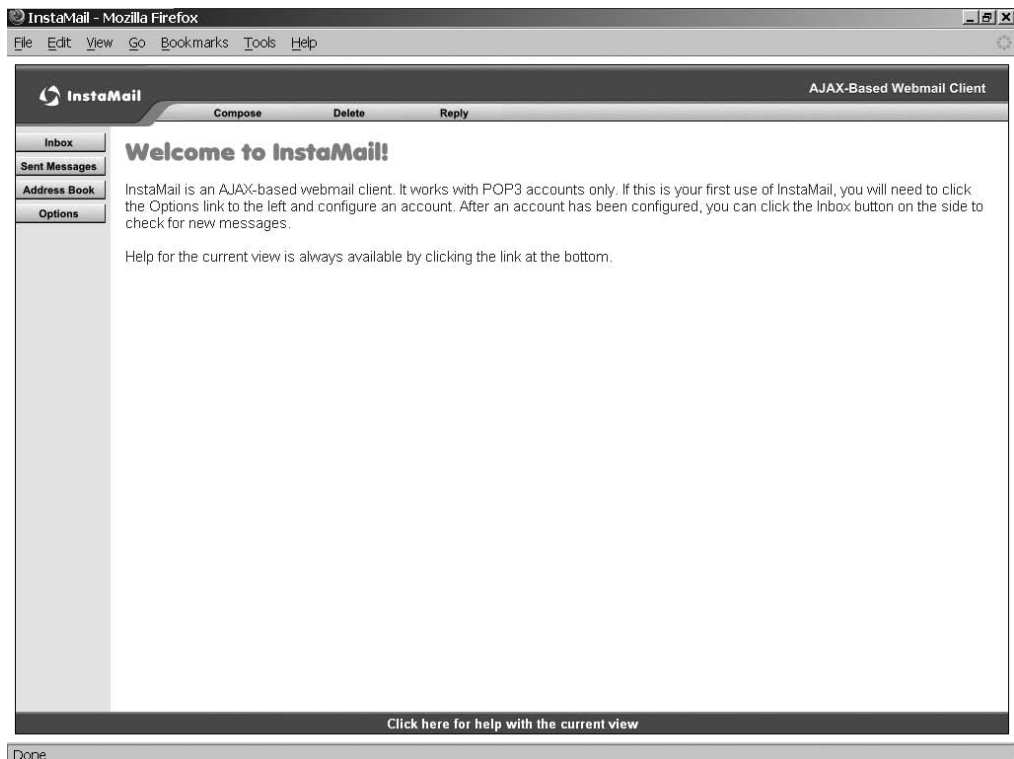 InstaMail - Mozilla Firefox
File Edit View Go Bookmarks Tools Help
InstaMail
AJAX-Based Webmail Client
Compose Delete Reply
Inbox
Sent Messages
Address Book
Options
Welcome to InstaMail!
InstaMail is an AJAX-based webmail client. It works with POP3 accounts only. If this is your first use of InstaMail, you will need to click
the Options link to the left and configure an account. After an account has been configured, you can click the Inbox button on the side to
check for new messages.
Help for the current view is always available by clicking the link at the bottom.
Click here for help with the current view
Done